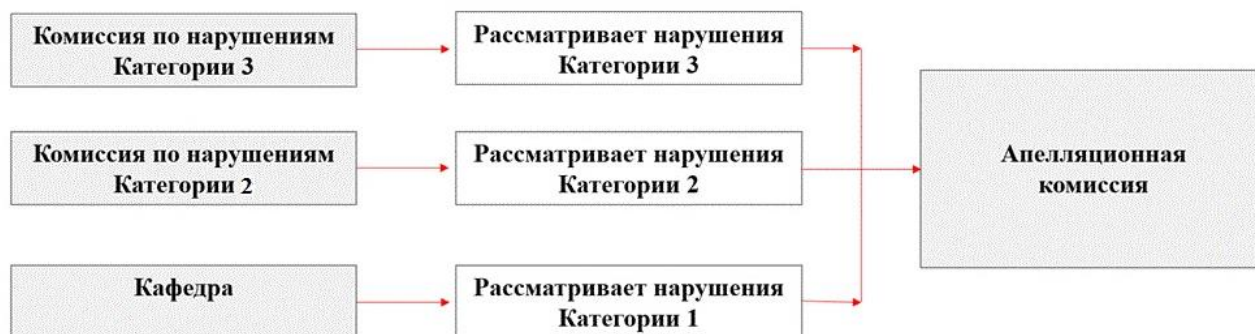 Комиссия по нарушениям
Категории 3
Рассматривает нарушения
Категории 3
Комиссия по нарушениям
Категории 2
Рассматривает нарушения
Категории 2
Апелляционная
комиссия
Кафедра
Рассматривает нарушения
Категории 1